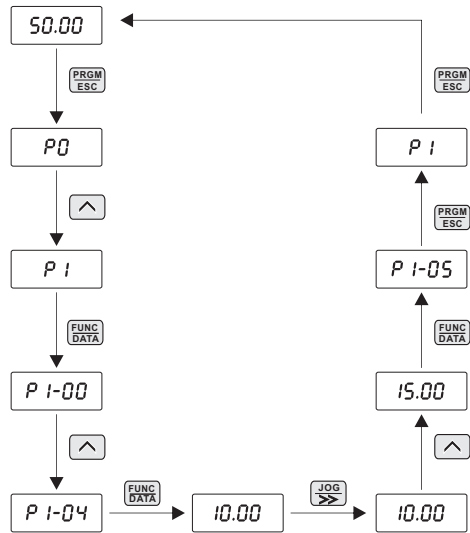 50.00
PRGM
ESC
P0
P1
FUNC
DATA
P1-00
P1-04
FUNC
DATA
10.00
JOG
10.00
15.00
FUNC
DATA
P1-05
PRGM
ESC
P1
PRGM
ESC